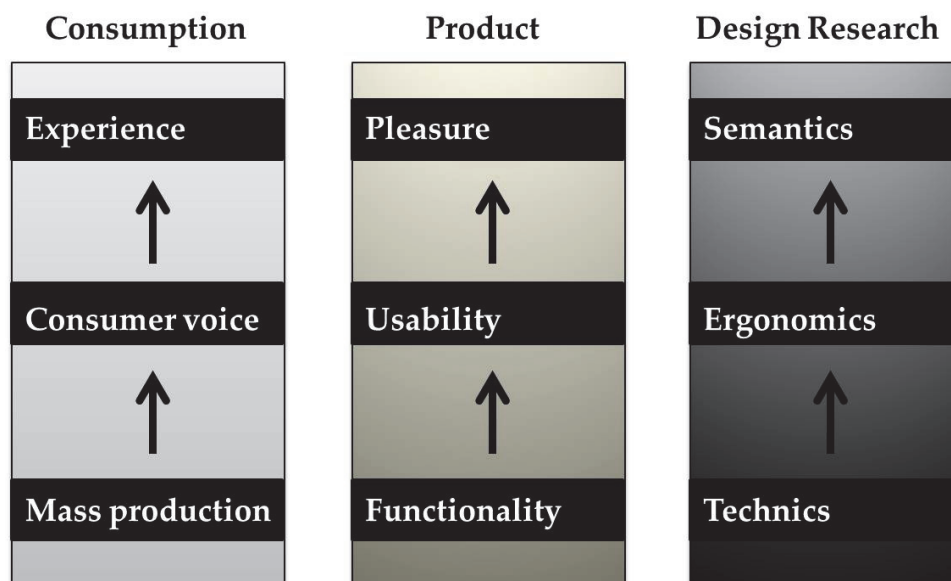 Consumption
Product
Design Research
Experience
Pleasure
Semantics
Consumer voice
Usability
Ergonomics
Mass production
Functionality
Technics